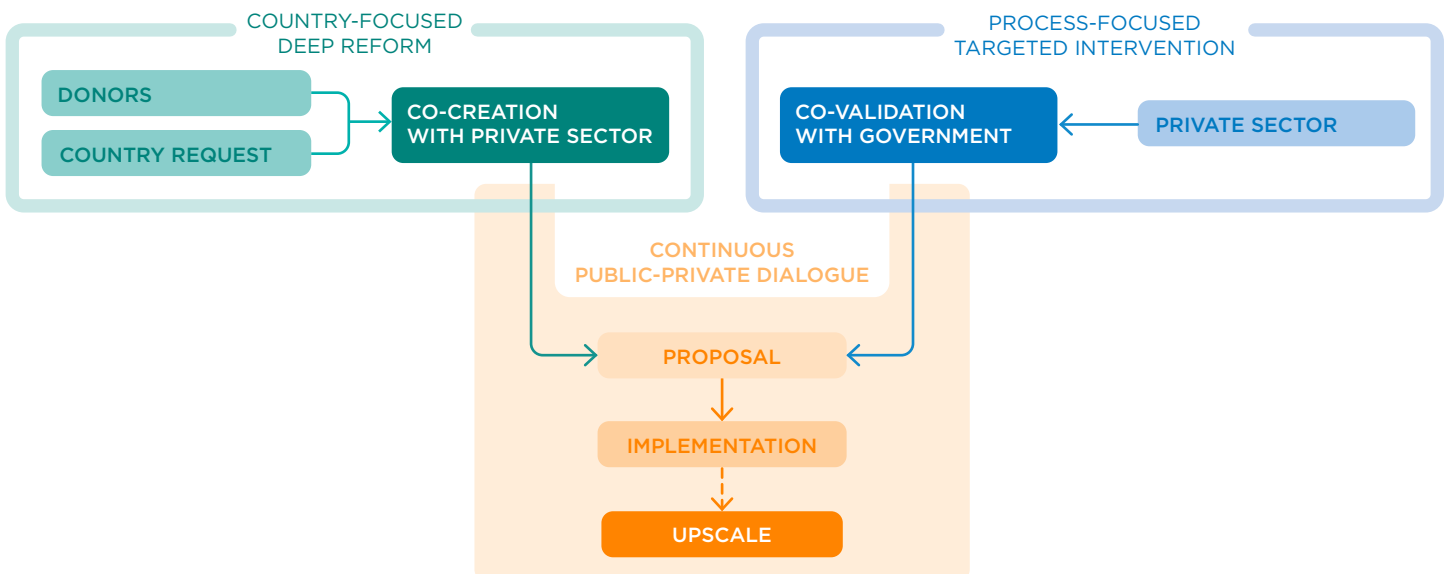 COUNTRY-FOCUSED
DEEP REFORM
DONORS
COUNTRY REQUEST
CO-CREATION
WITH PRIVATE SECTOR
PROCESS-FOCUSED
TARGETED INTERVENTION
CO-VALIDATION
WITH GOVERNMENT
PRIVATE SECTOR
CONTINUOUS
PUBLIC-PRIVATE DIALOGUE
PROPOSAL
IMPLEMENTATION
UPSCALE